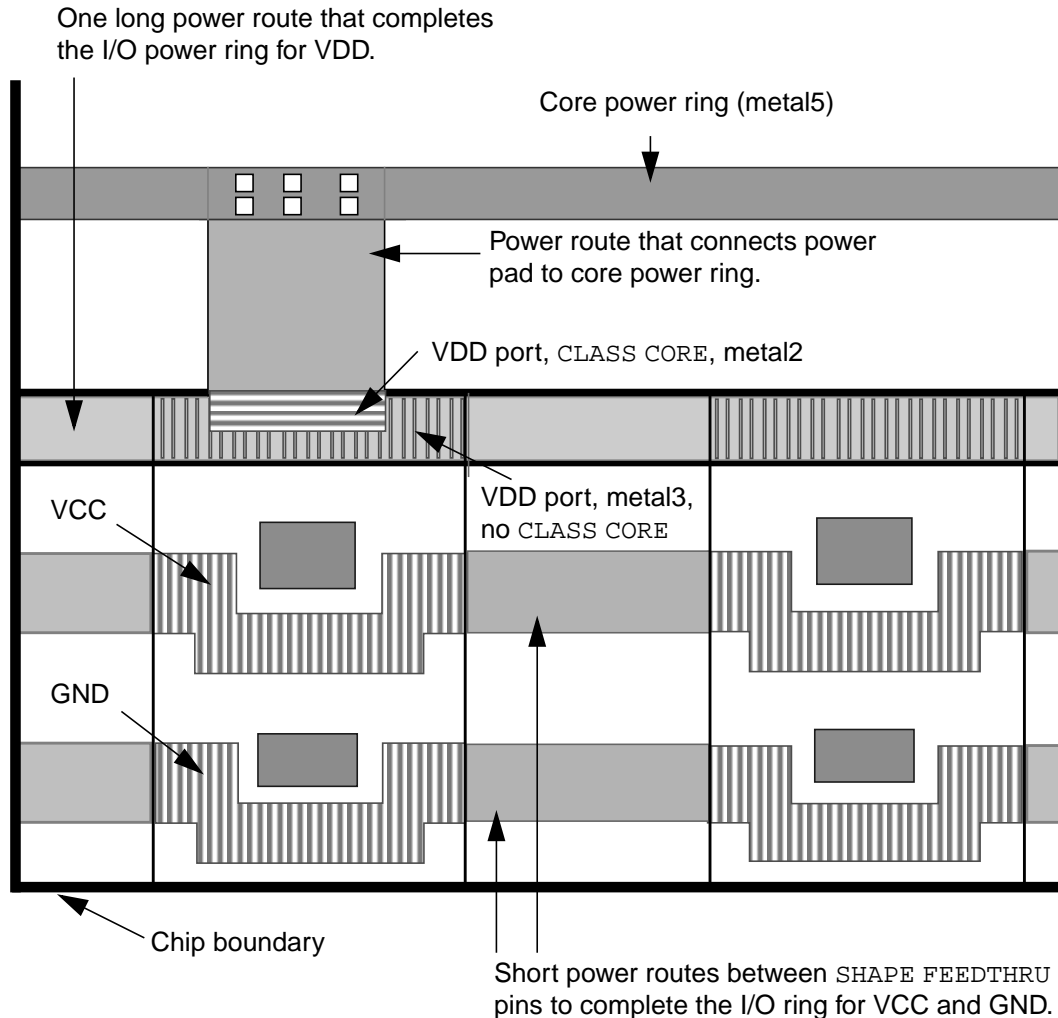 One long power route that completes
the I/O power ring for VDD.
Core power ring (metal5)
Power route that connects power
pad to core power ring.
VDD port, CLASS CORE, metal2
VDD port, metal3,
no CLASS CORE
VCC
GND
Chip boundary
Short power routes between SHAPE FEEDTHRU
pins to complete the I/O ring for VCC and GND.